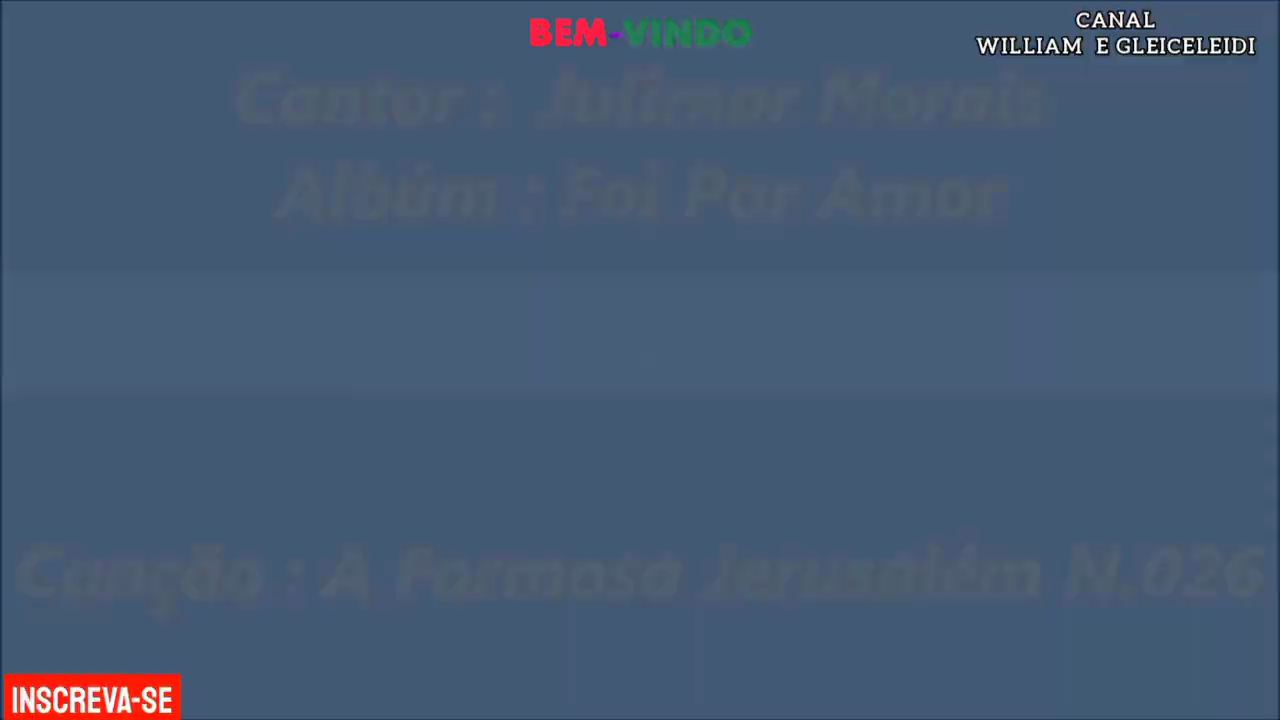 BEM-VINDO
CANAL
WILLIAM E GLEICELEIDI
Cantor : Julimar Morais
Albúm : Foi Por Amor
Canção : A Formosa Jerusalém N.026
INSCREVA-SE